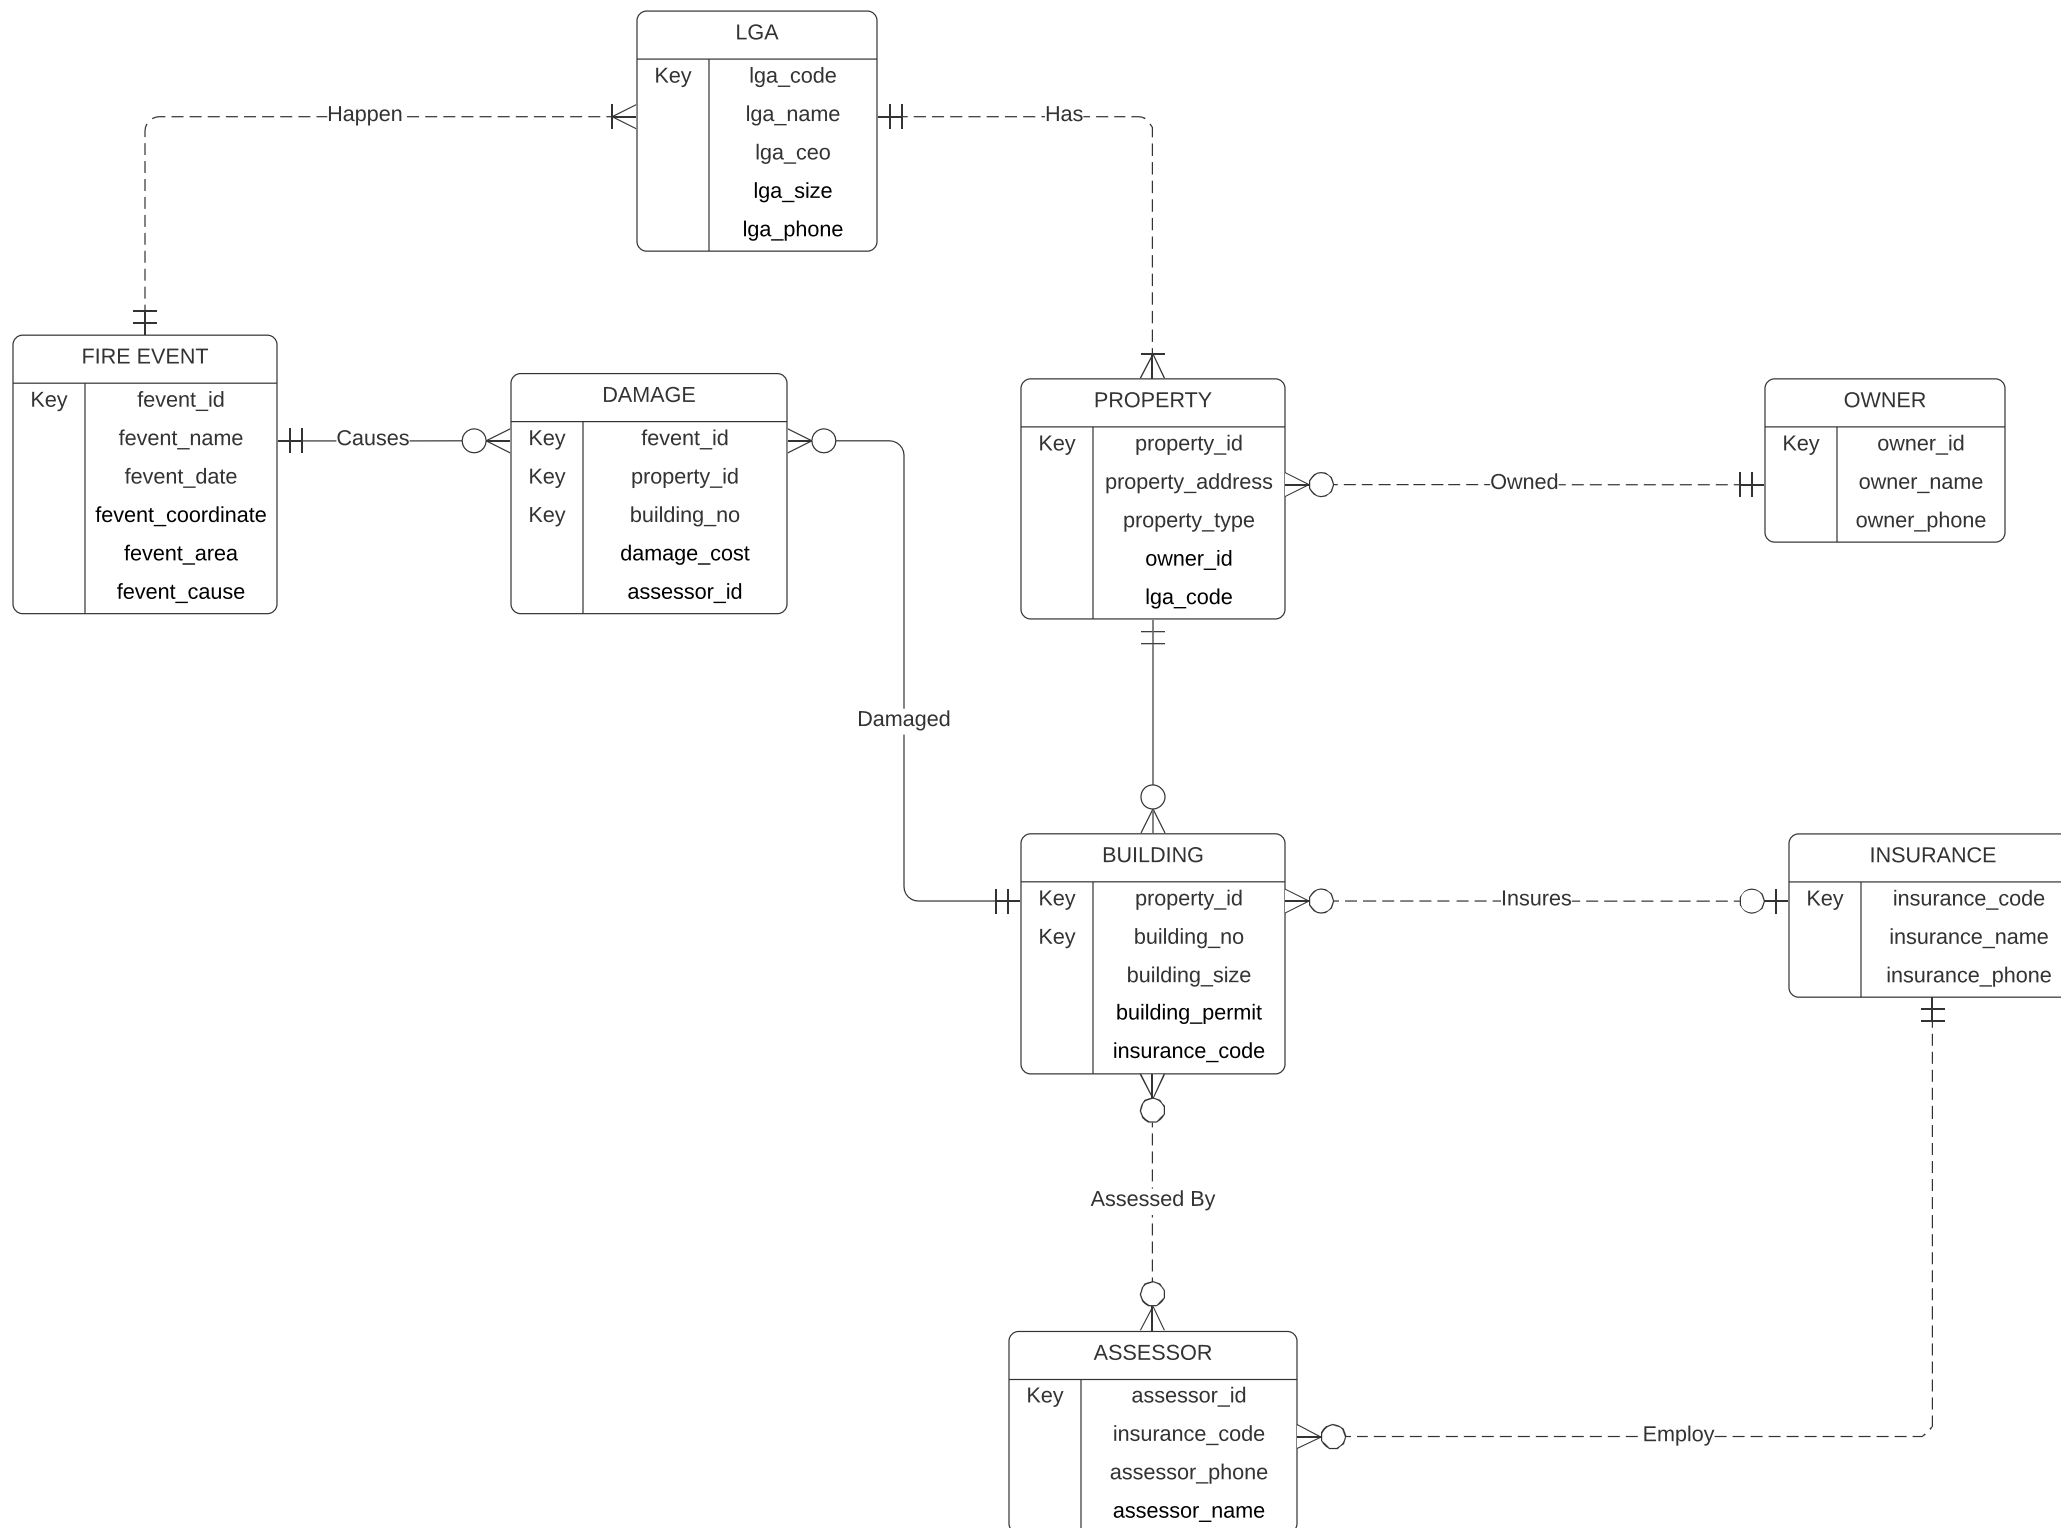 LGA
Key lga_code
lga_name
lga_ceo
lga_size
lga_phone
Happen
Has
FIRE EVENT
Key fevent_id
fevent_name
fevent_date
fevent_coordinate
fevent_area
fevent_cause
Causes
DAMAGE
Key fevent_id
Key property_id
Key building_no
damage_cost
assessor_id
PROPERTY
Key property_id
property_address
property_type
owner_id
lga_code
Owned
OWNER
Key owner_id
owner_name
owner_phone
Damaged
BUILDING
Key property_id
Key building_no
building_size
building_permit
insurance_code
Insures
INSURANCE
Key insurance_code
insurance_name
insurance_phone
Assessed By
ASSESSOR
Key assessor_id
insurance_code
assessor_phone
assessor_name
Employ